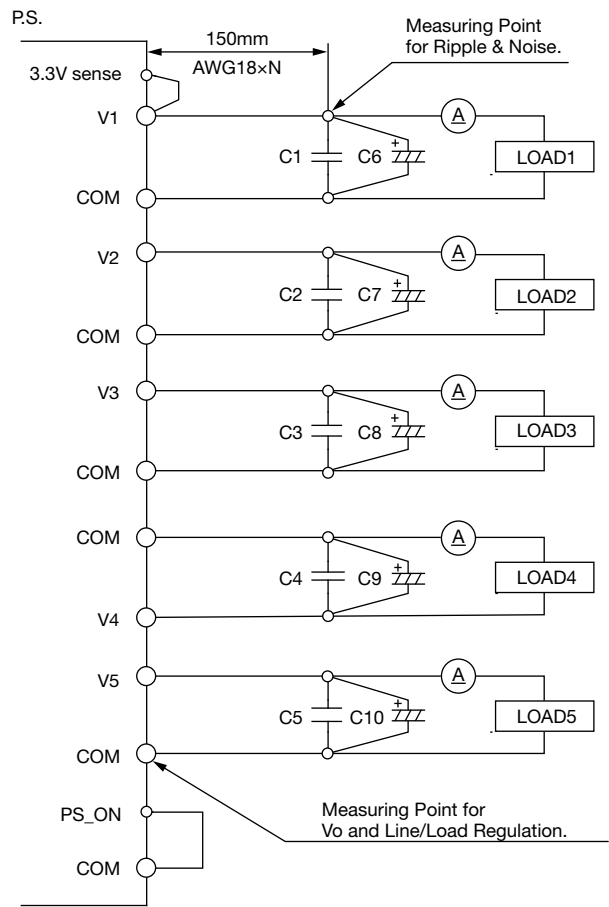 P.S.
150mm
AWG18×N
Measuring Point
for Ripple & Noise.
3.3V sense
V1
A
C1
C6
+
LOAD1
COM
V2
A
C2
C7
+
LOAD2
COM
V3
A
C3
C8
+
LOAD3
COM
COM
A
C4
C9
+
LOAD4
V4
V5
A
C5
C10
+
LOAD5
COM
PS_ON
Measuring Point for
Vo and Line/Load Regulation.
COM